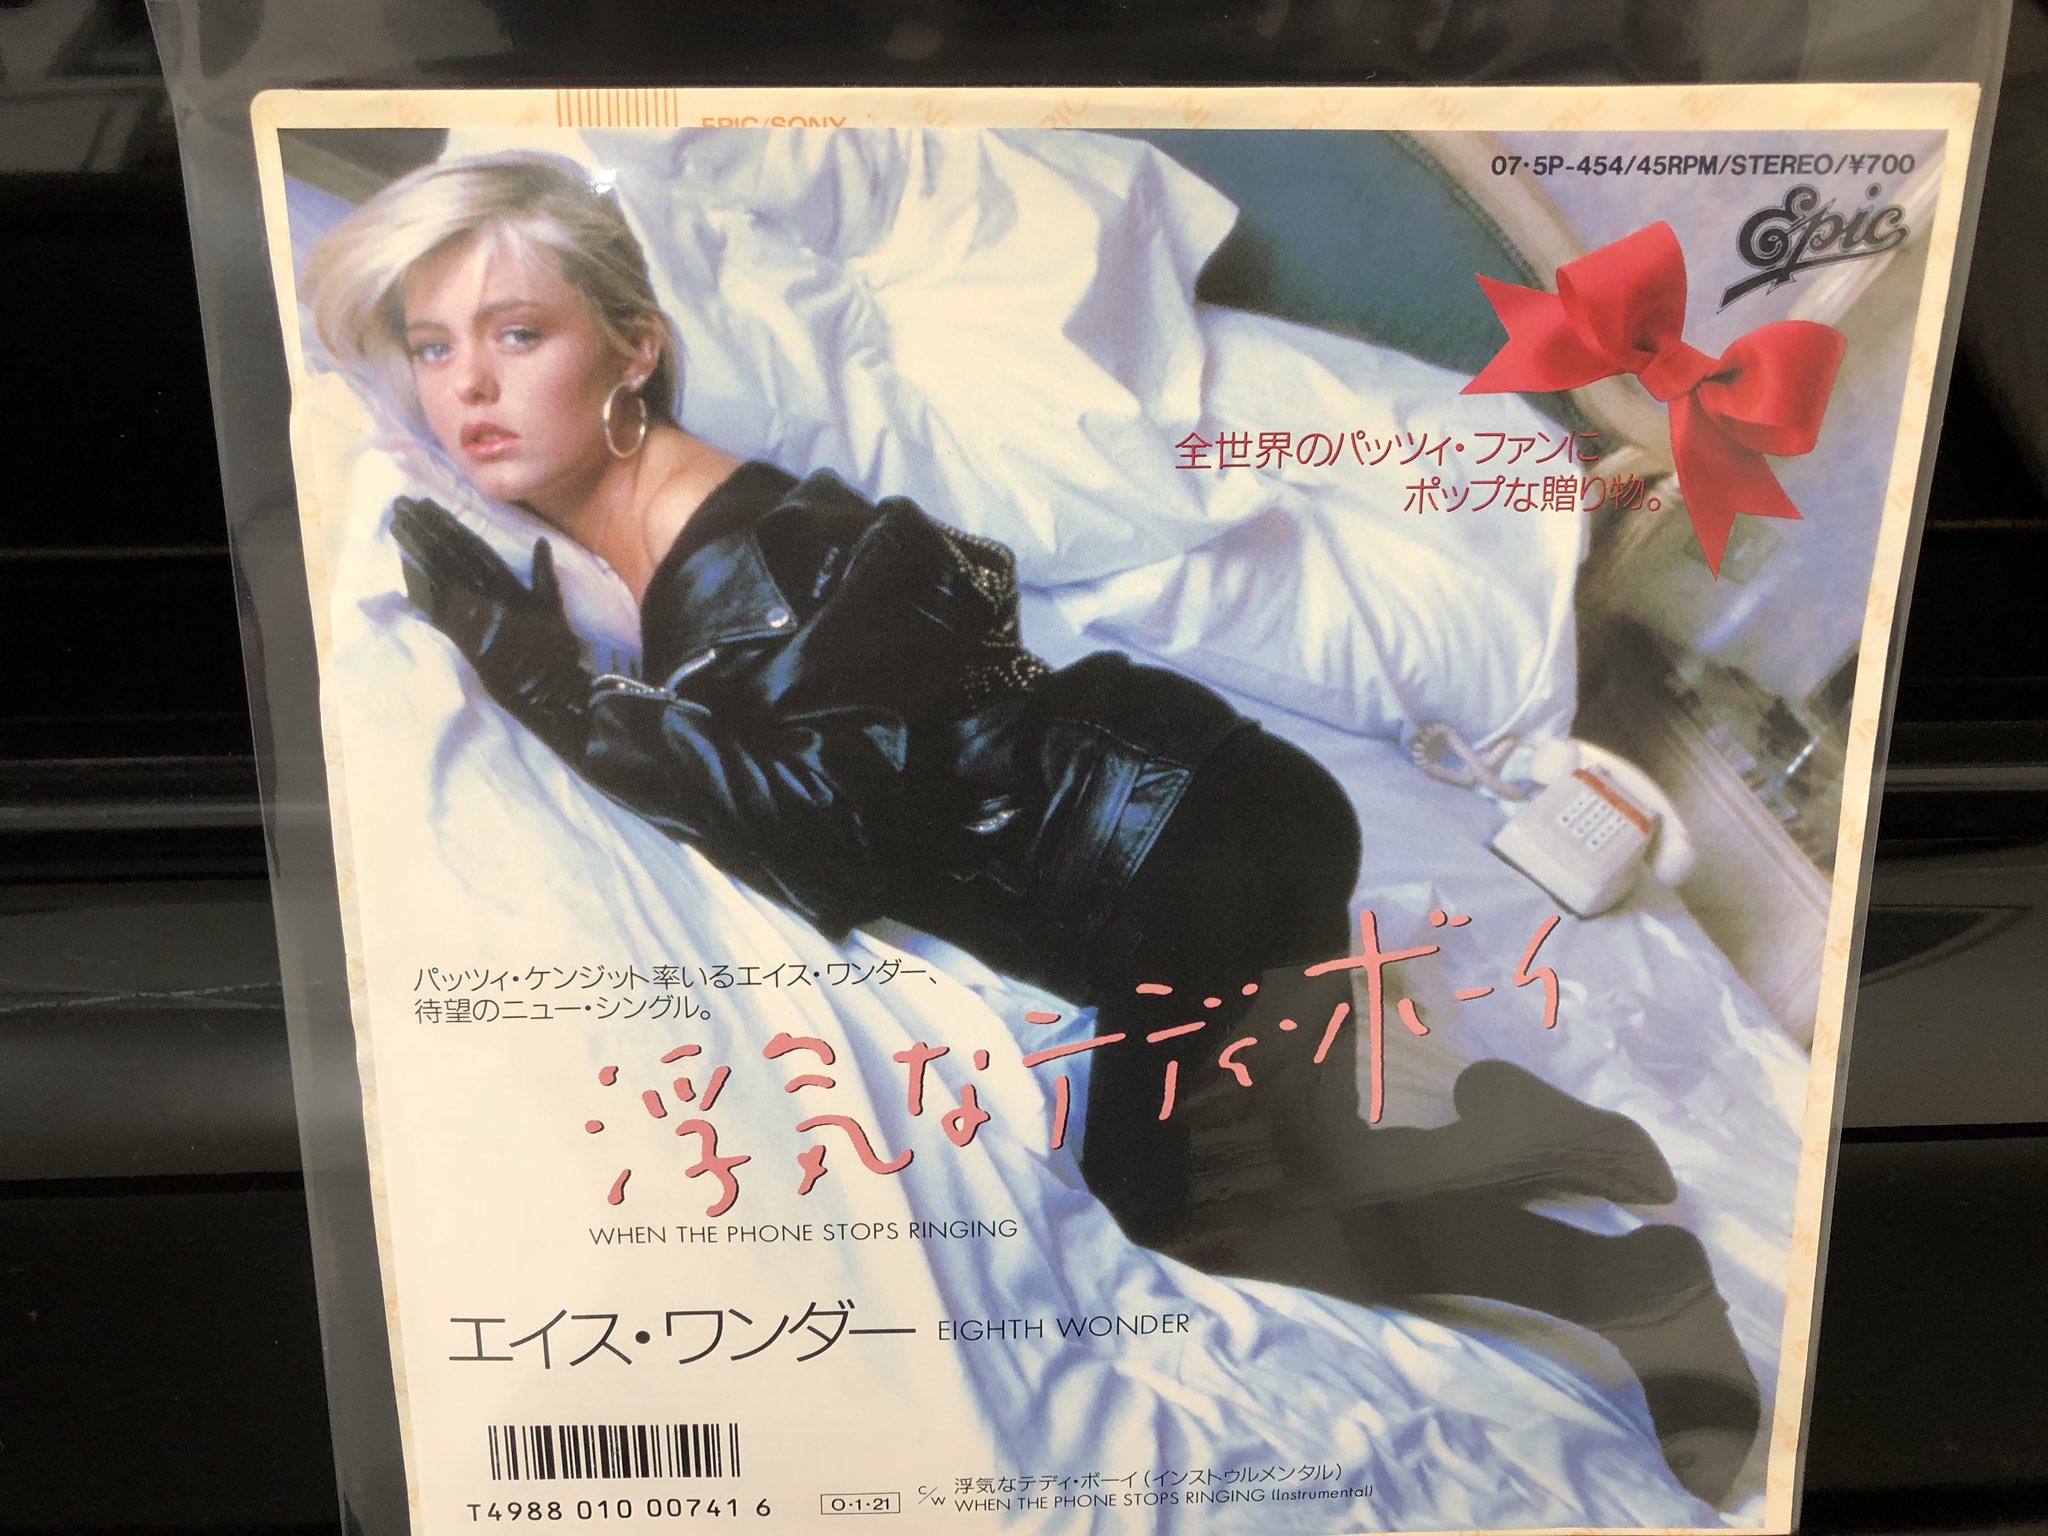 EPIC/SONY
07・5P-454/45RPM/STEREO/¥700
Epic
全世界のパッツィ・ファンに
ポップな贈り物。
パッツィ・ケンジット率いるエイス・ワンダー、
待望のニュー・シングル。
浮気なテディ・ボーイ
WHEN THE PHONE STOPS RINGING
エイス・ワンダー EIGHTH WONDER
T4988 010 00741 6
O・1・21
c/w 浮気なテディ・ボーイ（インストゥルメンタル）
WHEN THE PHONE STOPS RINGING (Instrumental)